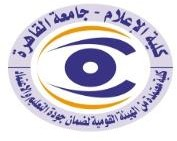 كلية الإعلام - جامعة القاهرة
كلية معتمدة من الهيئة القومية لضمان جودة التعليم والاعتماد